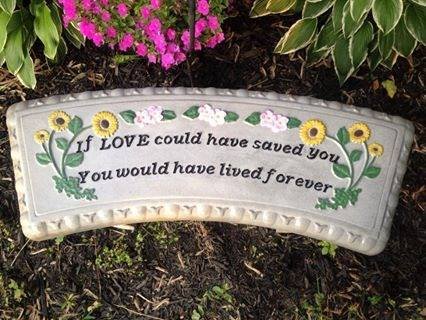 If LOVE could have saved you
You would have lived forever